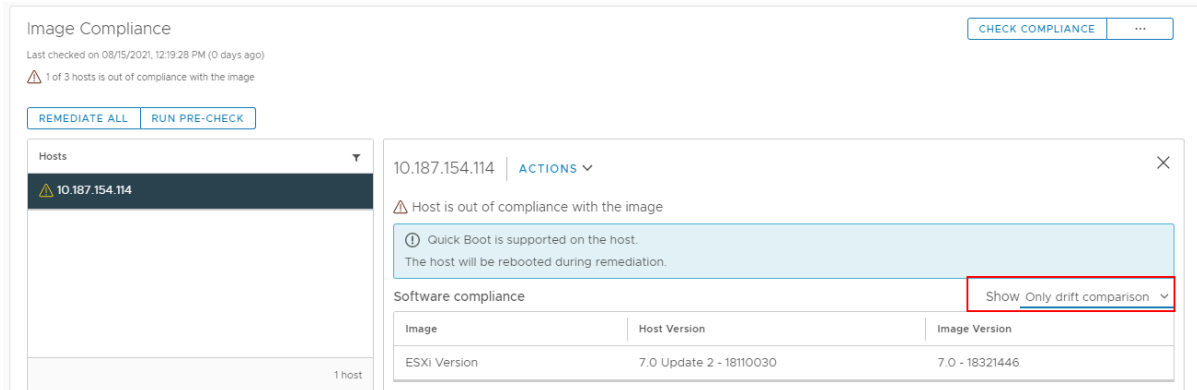 Image Compliance
CHECK COMPLIANCE ...
Last checked on 08/15/2021, 12:19:28 PM (0 days ago)
1 of 3 hosts is out of compliance with the image
REMEDIATE ALL RUN PRE-CHECK
Hosts
10.187.154.114
1 host
10.187.154.114 ACTIONS
Host is out of compliance with the image
Quick Boot is supported on the host.
The host will be rebooted during remediation.
Software compliance Show Only drift comparison
Image Host Version Image Version
ESXi Version 7.0 Update 2 - 18110030 7.0 - 18321446